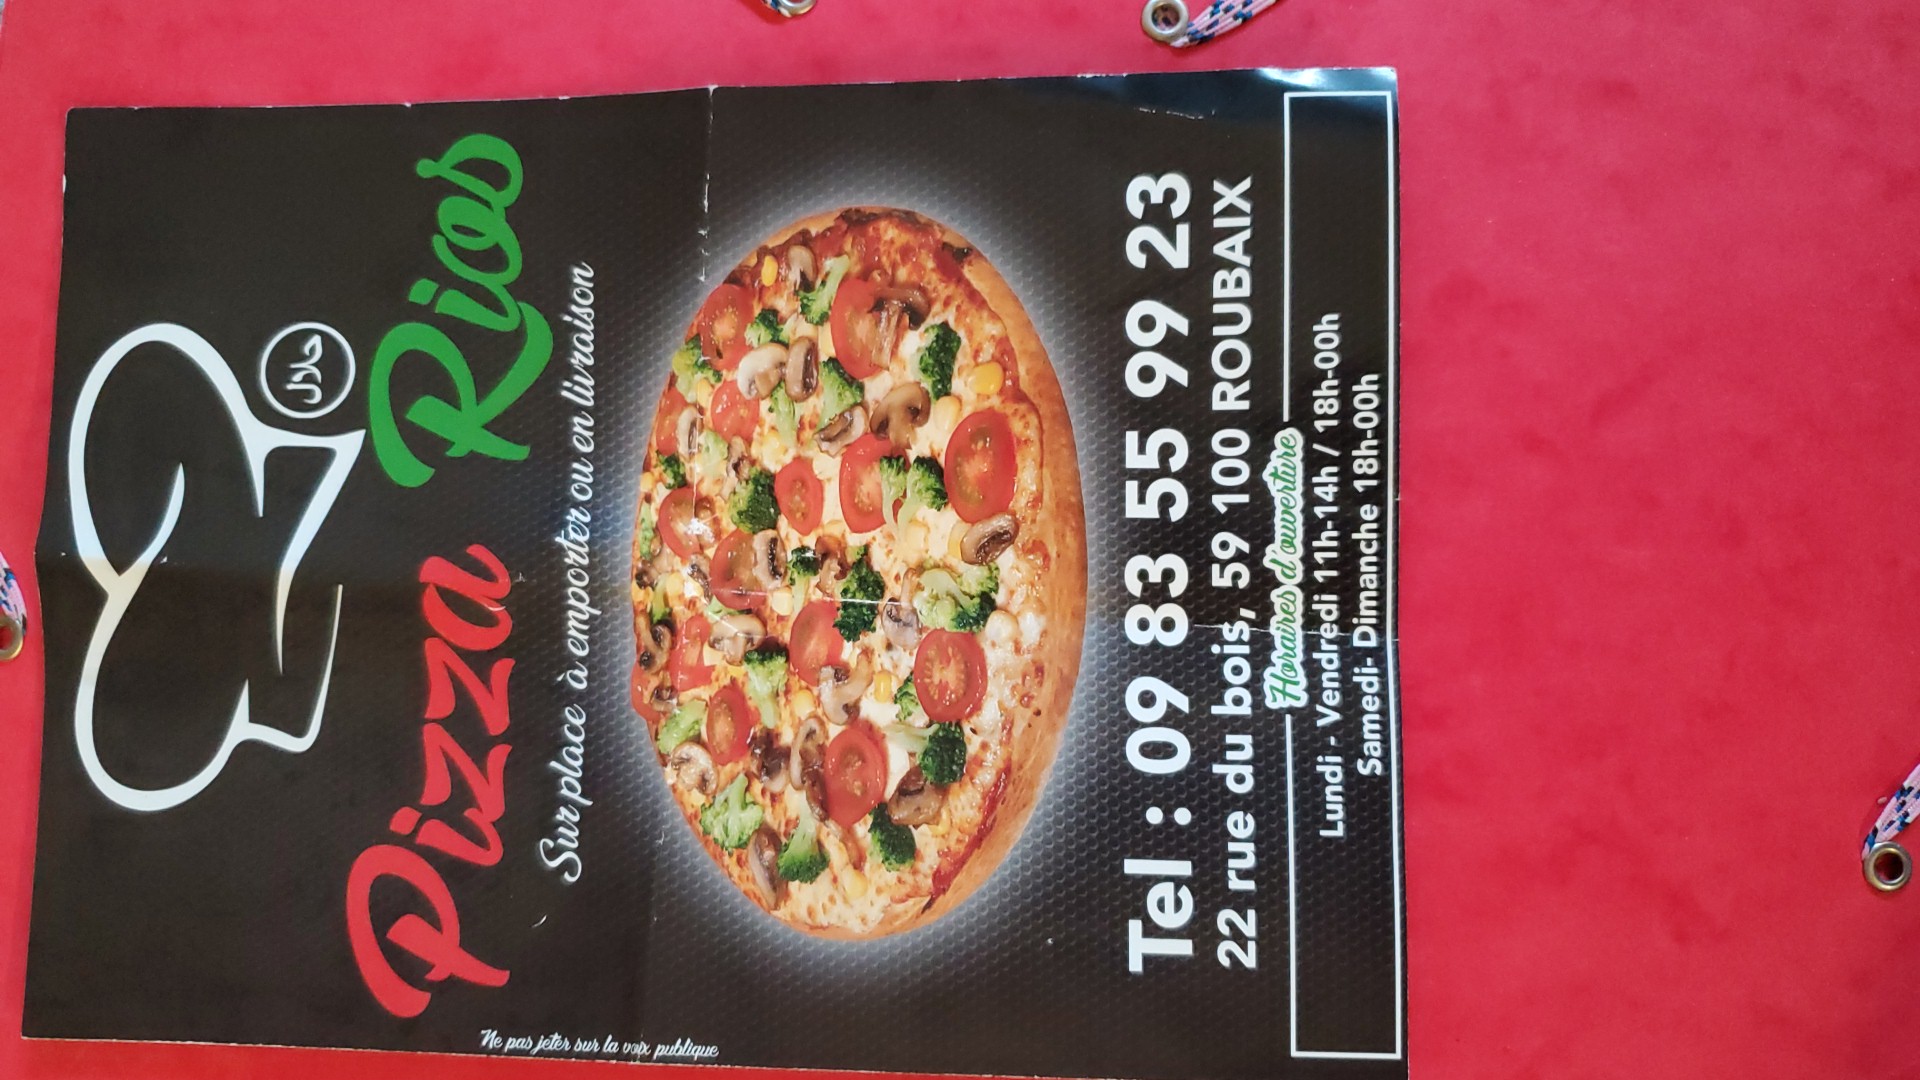 حلال
Pizza Rios
Sur place à emporter ou en livraison
Tel : 09 83 55 99 23
22 rue du bois, 59 100 ROUBAIX
Horaires d'ouverture
Lundi - Vendredi 11h-14h / 18h-00h
Samedi- Dimanche 18h-00h
Ne pas jeter sur la voix publique